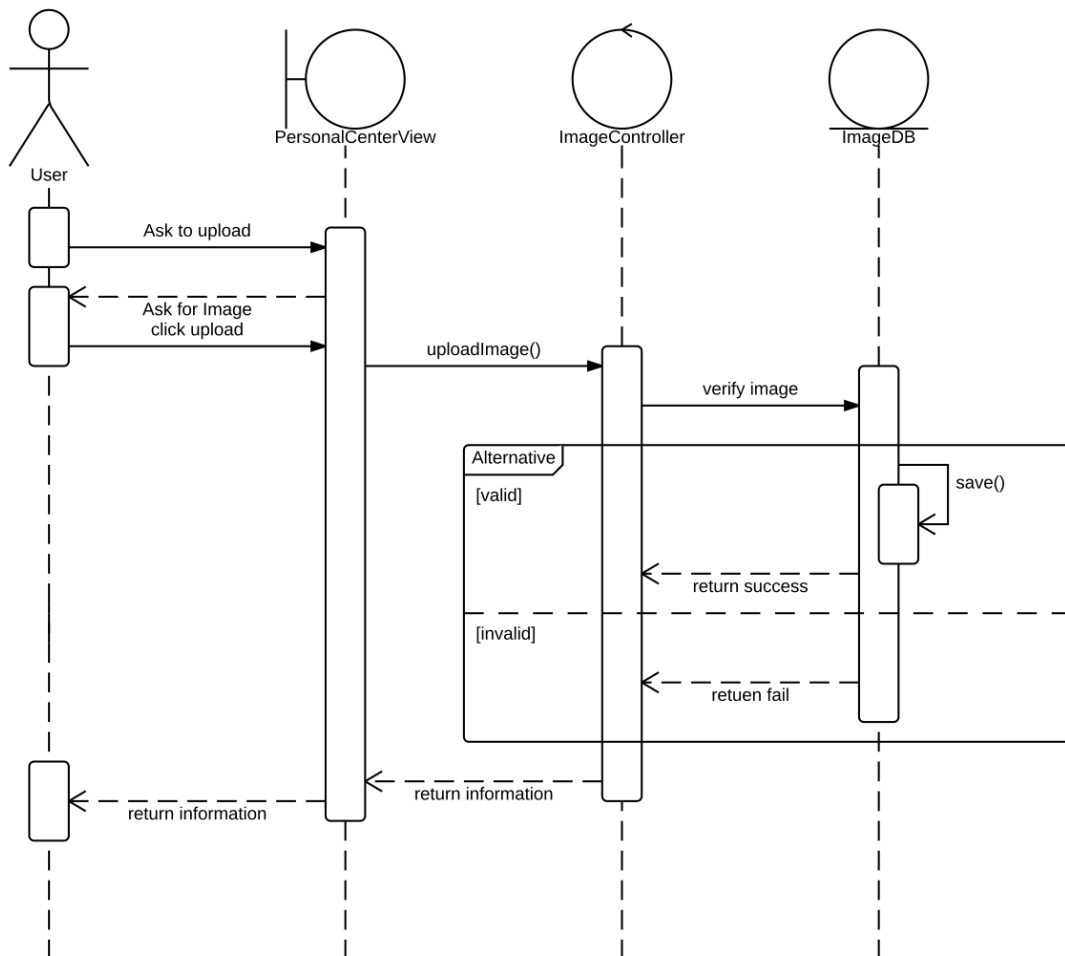 PersonalCenterView
ImageController
ImageDB
User
Ask to upload
Ask for Image
click upload
uploadImage()
verify image
Alternative
[valid]
save()
return success
[invalid]
retuen fail
return information
return information